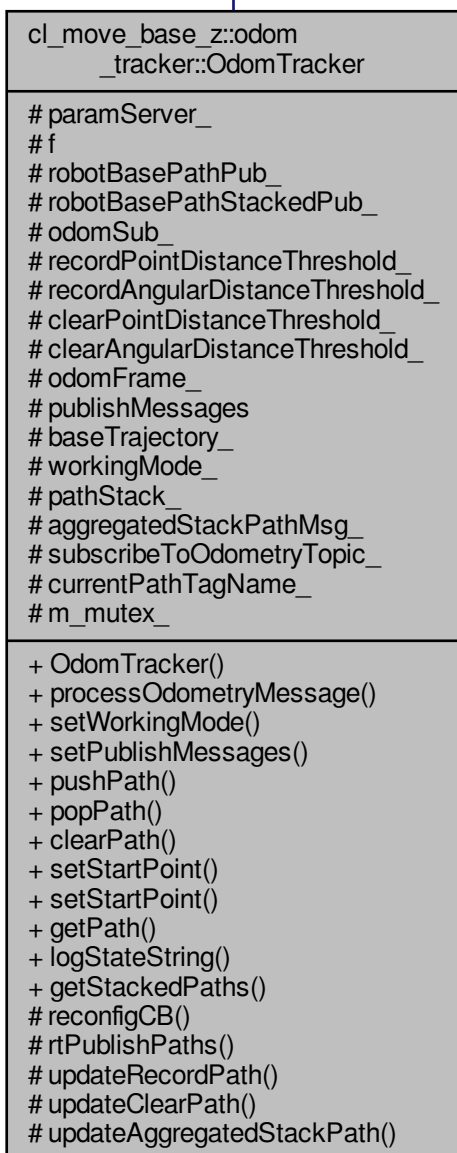 cl_move_base_z::odom
_tracker::OdomTracker
# paramServer_
# f
# robotBasePathPub_
# robotBasePathStackedPub_
# odomSub_
# recordPointDistanceThreshold_
# recordAngularDistanceThreshold_
# clearPointDistanceThreshold_
# clearAngularDistanceThreshold_
# odomFrame_
# publishMessages
# baseTrajectory_
# workingMode_
# pathStack_
# aggregatedStackPathMsg_
# subscribeToOdometryTopic_
# currentPathTagName_
# m_mutex_
+ OdomTracker()
+ processOdometryMessage()
+ setWorkingMode()
+ setPublishMessages()
+ pushPath()
+ popPath()
+ clearPath()
+ setStartPoint()
+ setStartPoint()
+ getPath()
+ logStateString()
+ getStackedPaths()
# reconfigCB()
# rtPublishPaths()
# updateRecordPath()
# updateClearPath()
# updateAggregatedStackPath()